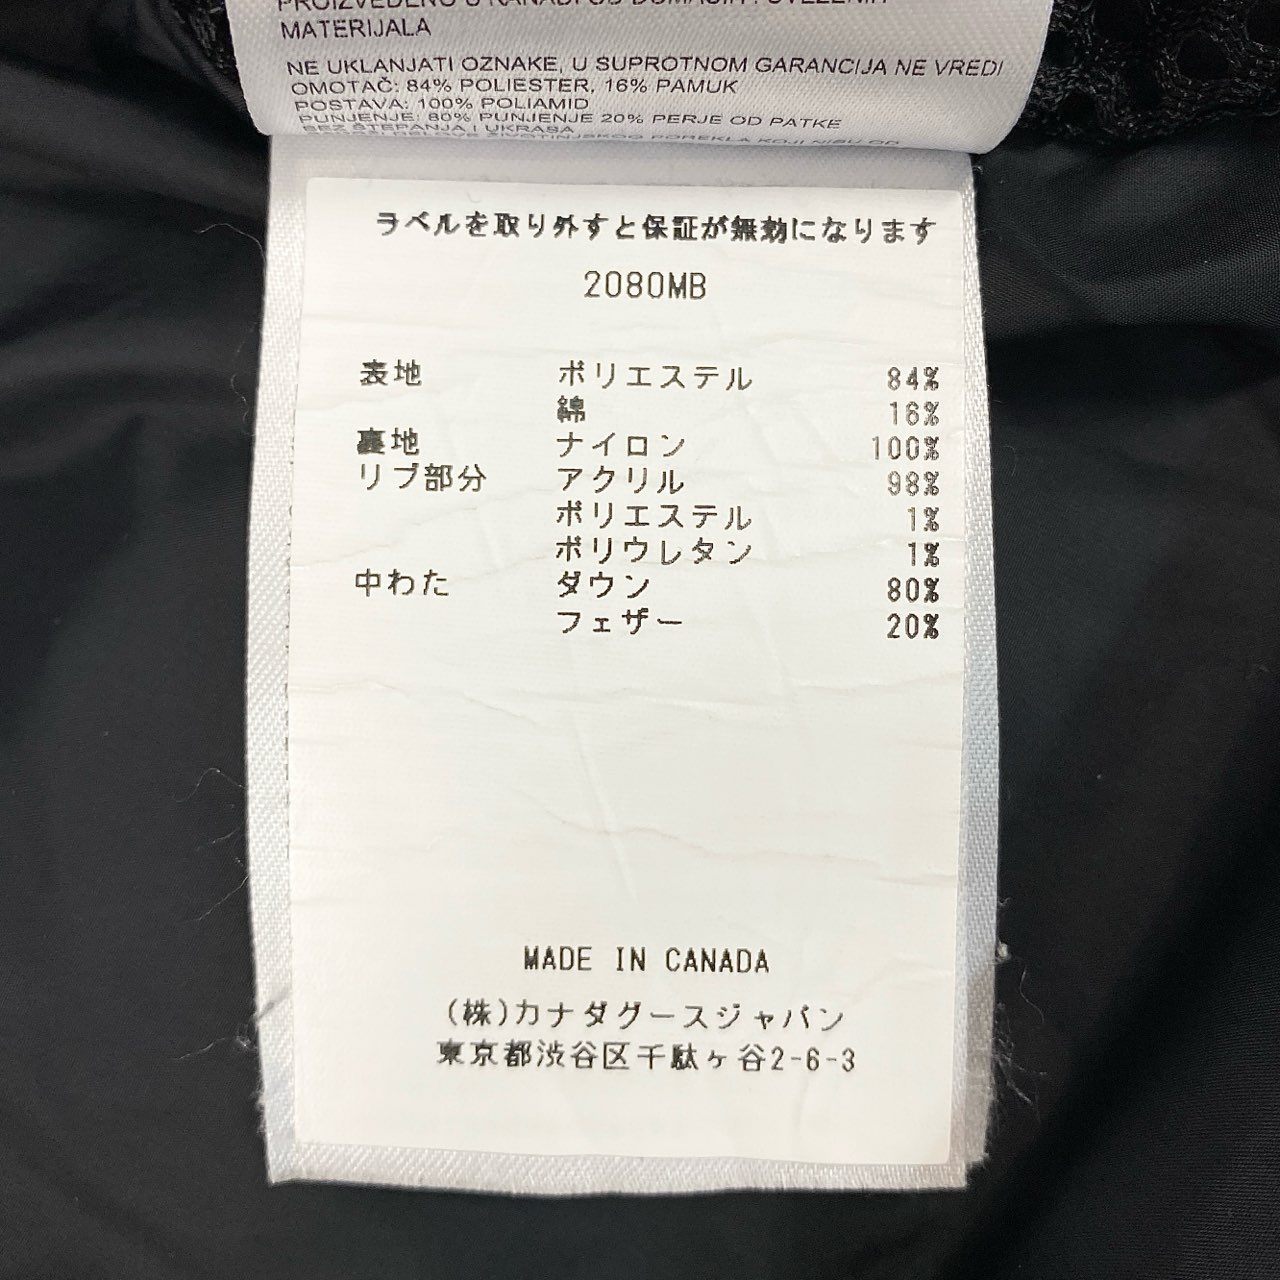 MATERIJALA
NE UKLANJATI OZNAKE, U SUPROTNOM GARANCIJA NE VREDI
OMOTAČ: 84% POLIESTER, 16% PAMUK
POSTAVA: 100% POLIAMID
PUNJENJE: 80% PUNJENJE 20% PERJE OD PATKE
BEZ ŠTEPANJA I UKRASA
ラベルを取り外すと保証が無効になります
2080MB
表地 ポリエステル 84%
綿 16%
裏地 ナイロン 100%
リブ部分 アクリル 98%
ポリエステル 1%
ポリウレタン 1%
中わた ダウン 80%
フェザー 20%
MADE IN CANADA
(株)カナダグースジャパン
東京都渋谷区千駄ヶ谷2-6-3